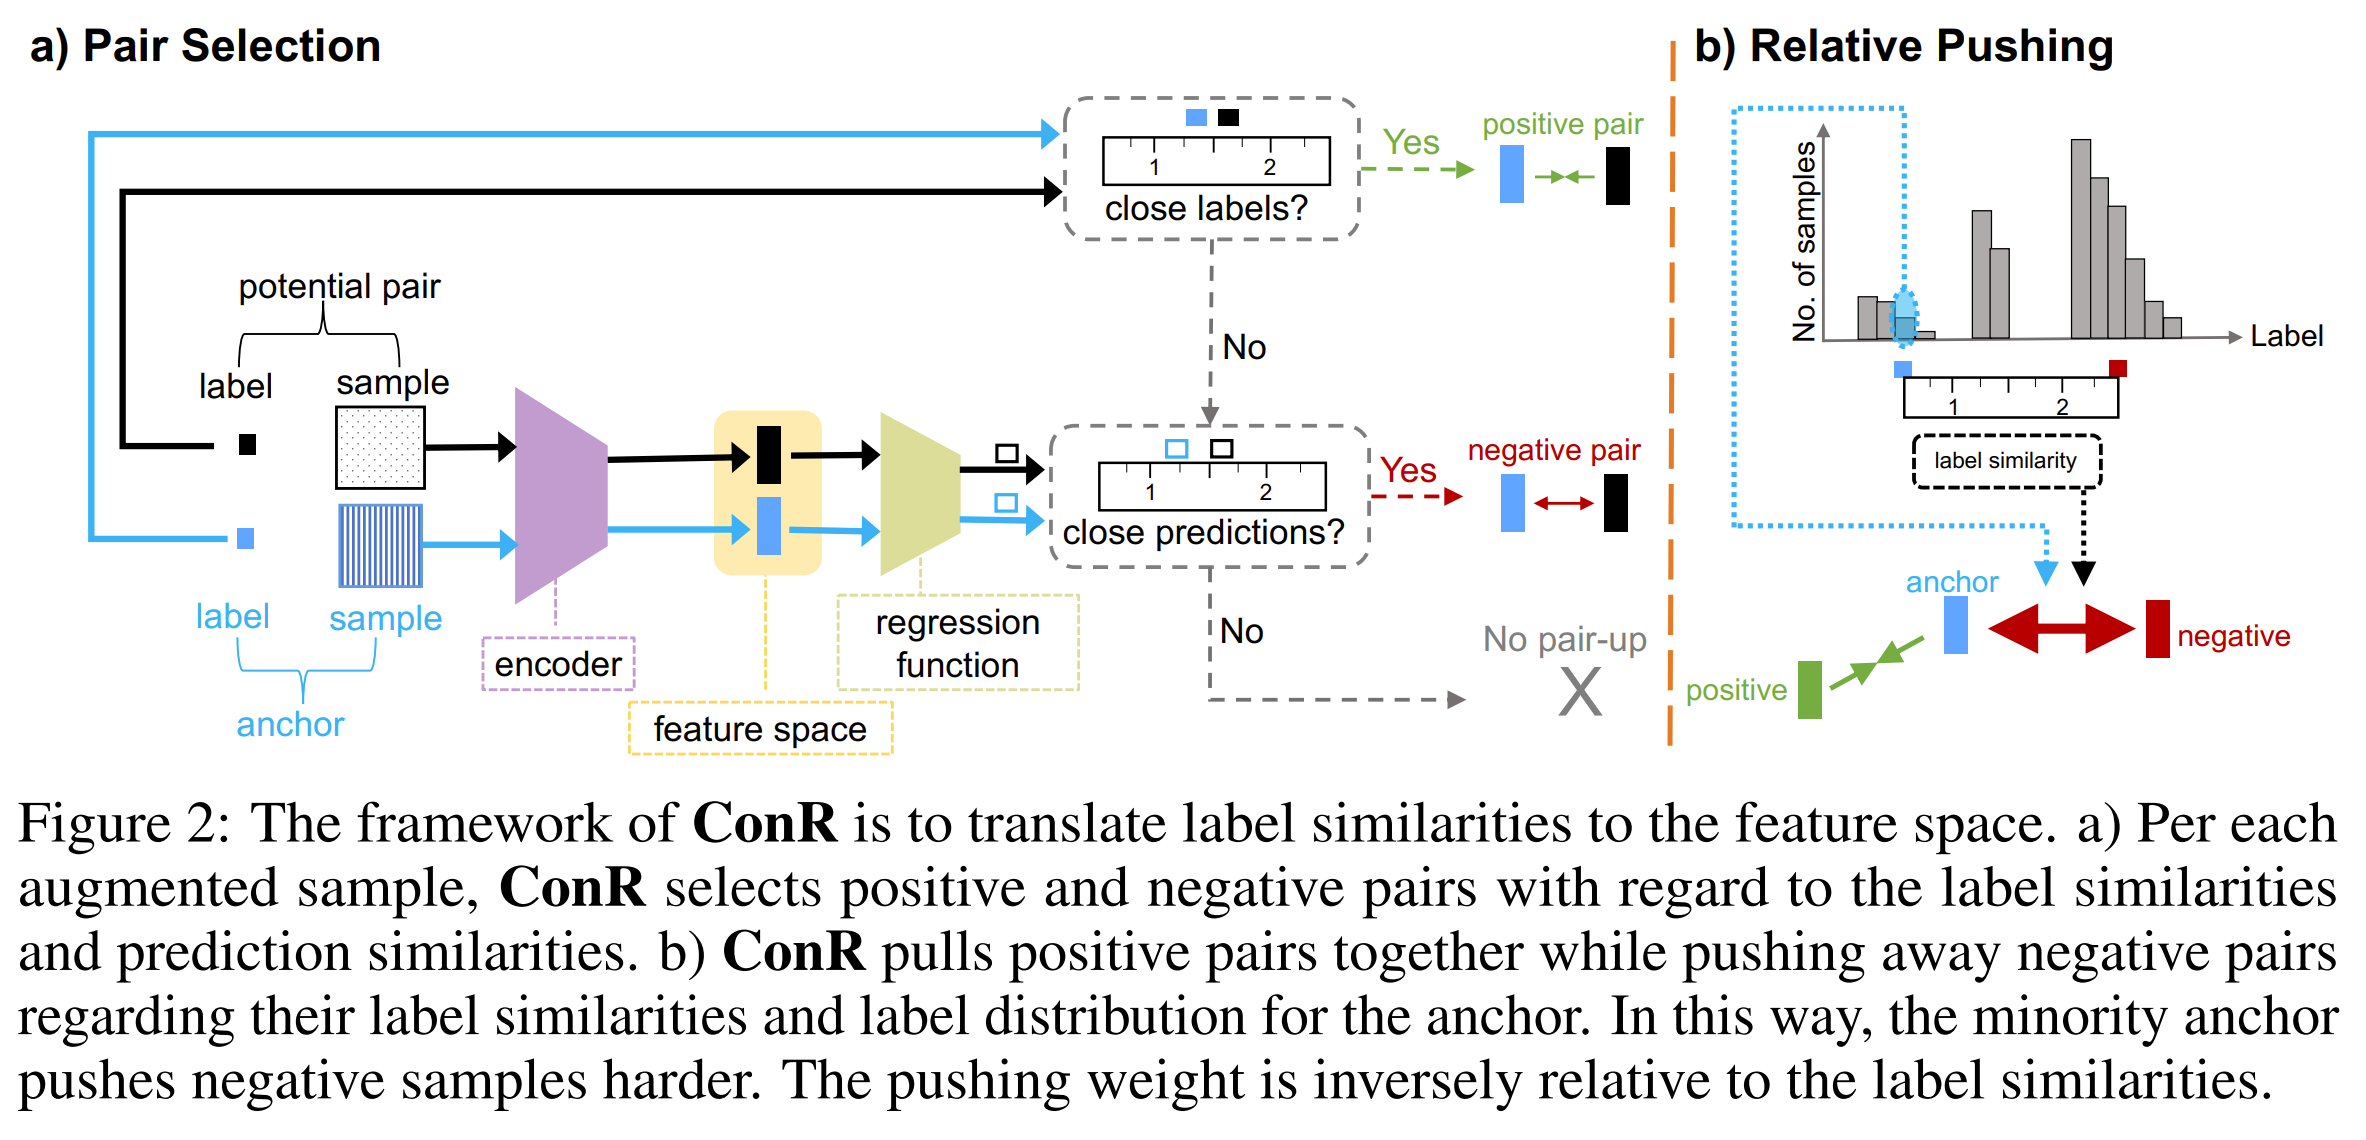 a) Pair Selection
b) Relative Pushing
1 2
close labels?
Yes
positive pair
No. of samples
Label
potential pair
label
sample
No
1 2
label similarity
1 2
close predictions?
Yes
negative pair
label
sample
anchor
encoder
feature space
regression
function
No
No pair-up
X
anchor
negative
positive
Figure 2: The framework of ConR is to translate label similarities to the feature space. a) Per each
augmented sample, ConR selects positive and negative pairs with regard to the label similarities
and prediction similarities. b) ConR pulls positive pairs together while pushing away negative pairs
regarding their label similarities and label distribution for the anchor. In this way, the minority anchor
pushes negative samples harder. The pushing weight is inversely relative to the label similarities.